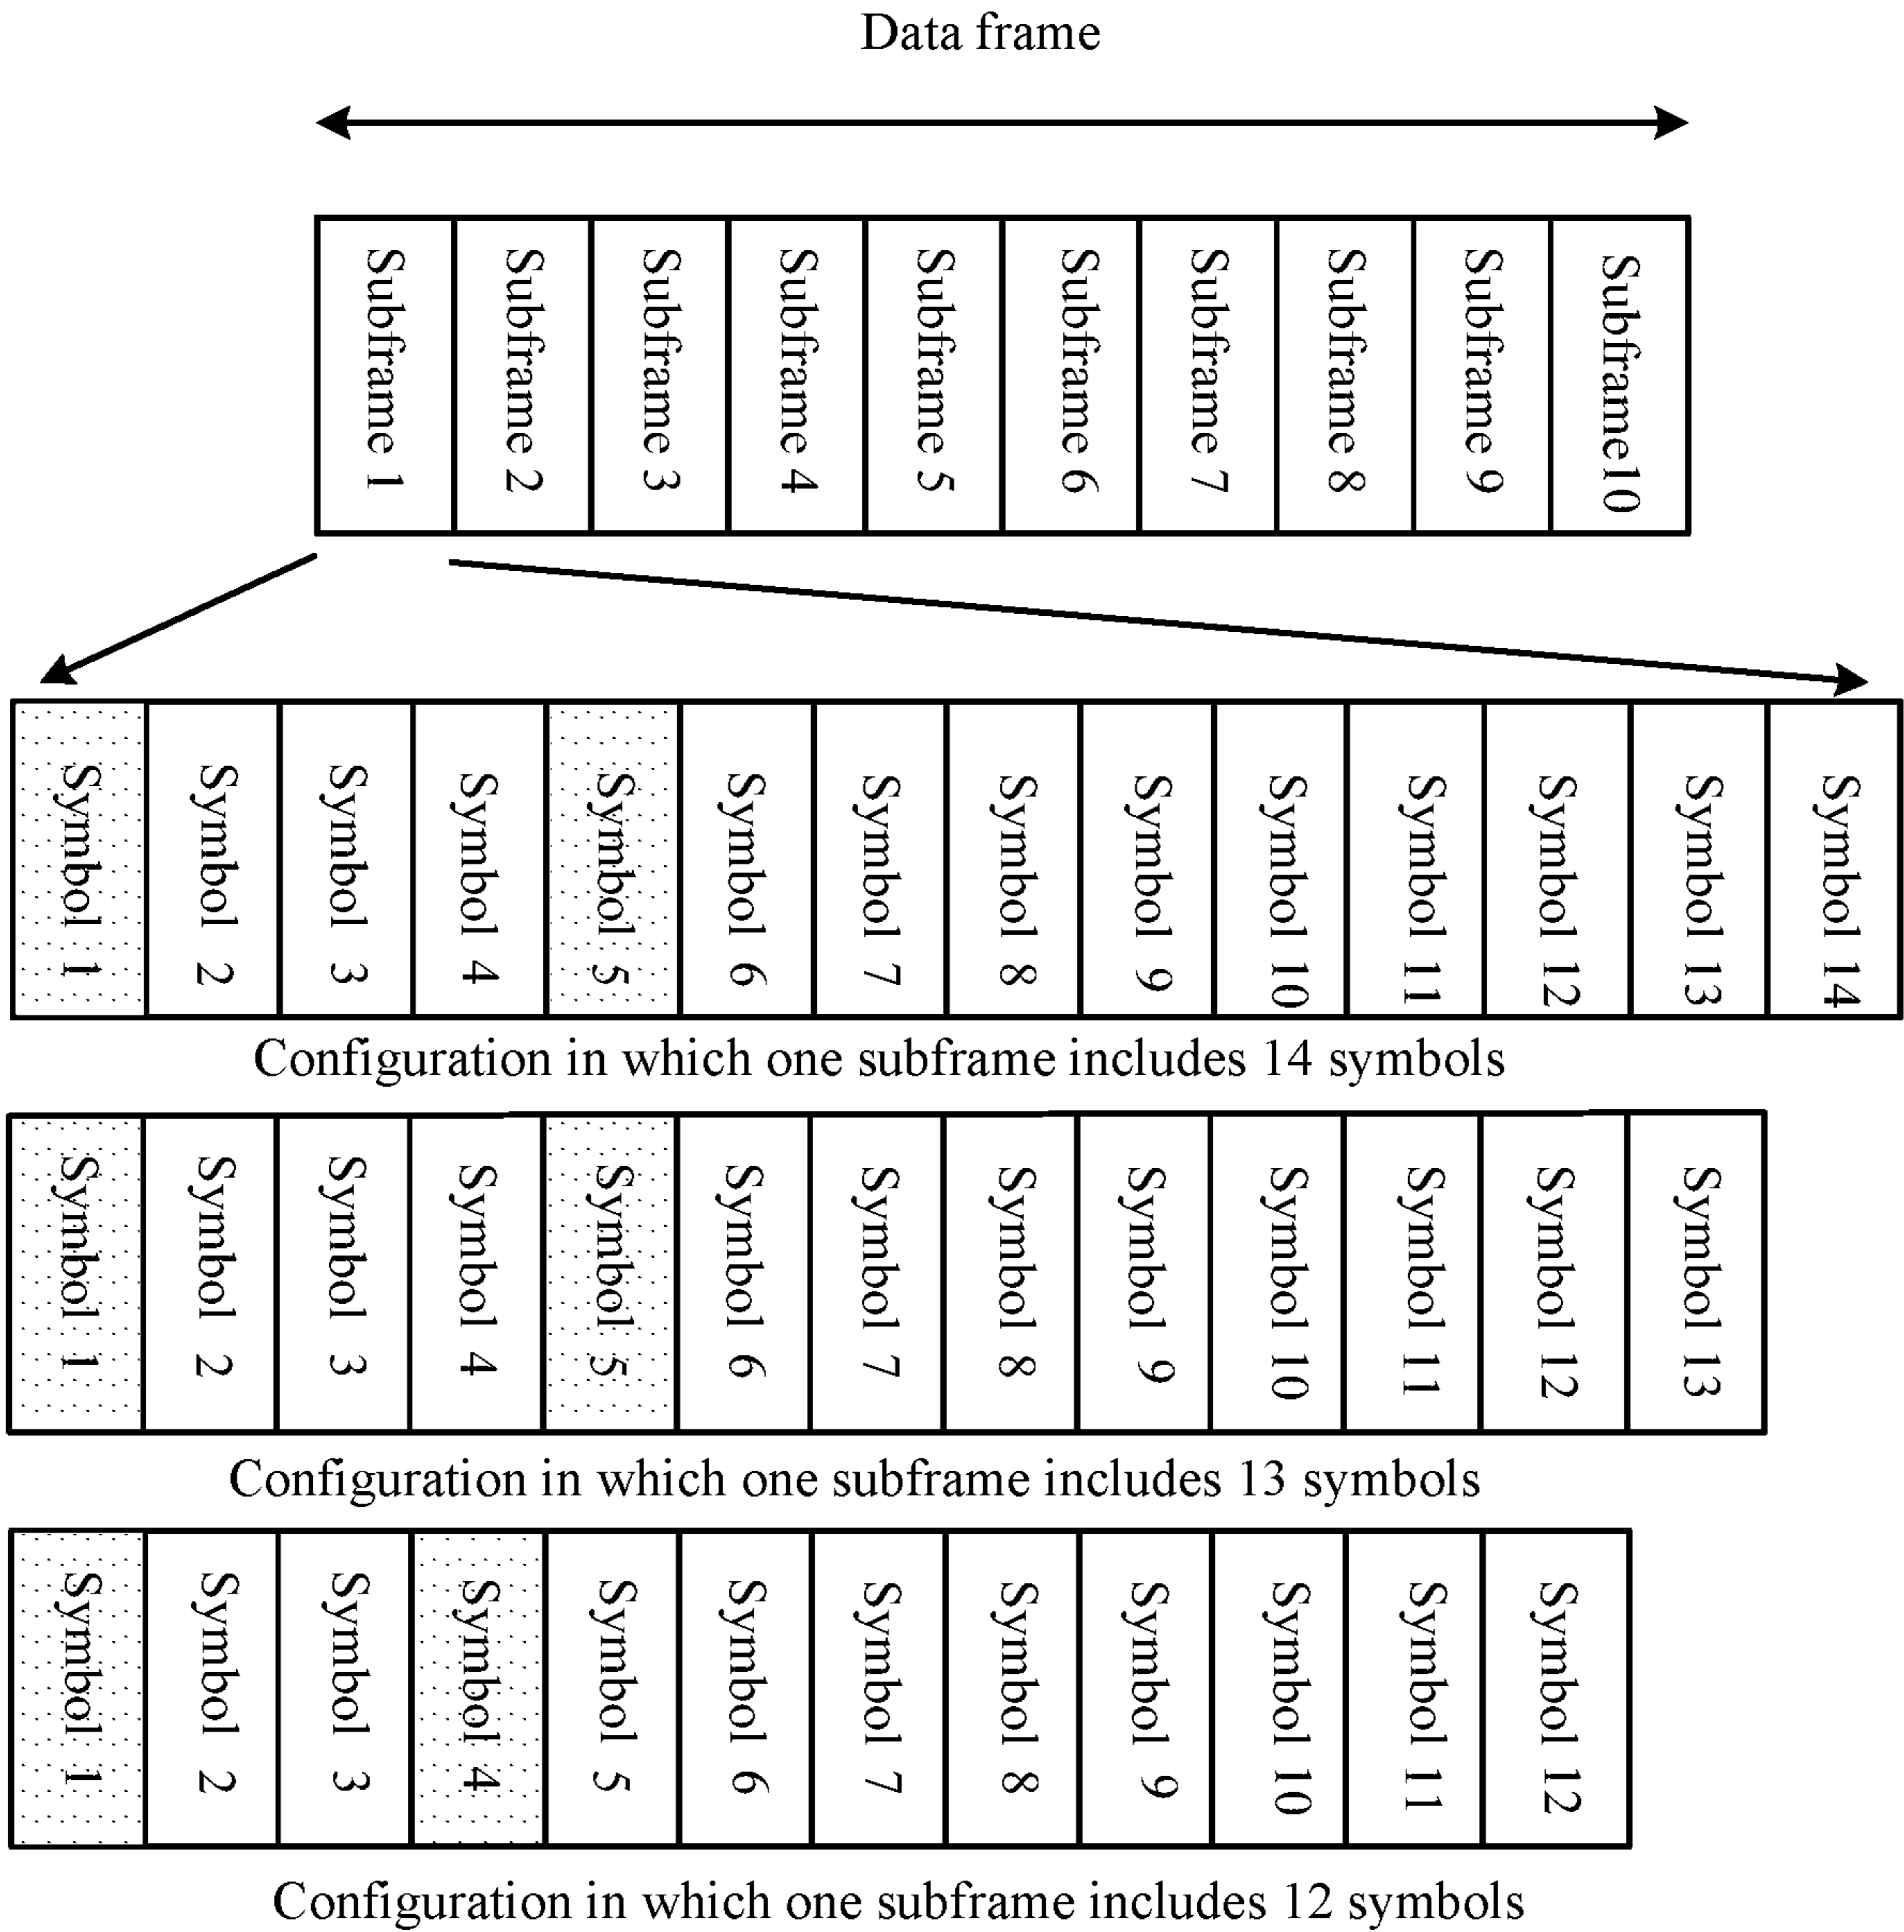 Data frame
Subframe 1
Subframe 2
Subframe 3
Subframe 4
Subframe 5
Subframe 6
Subframe 7
Subframe 8
Subframe 9
Subframe10
Symbol 1
Symbol 2
Symbol 3
Symbol 4
Symbol 5
Symbol 6
Symbol 7
Symbol 8
Symbol 9
Symbol 10
Symbol 11
Symbol 12
Symbol 13
Symbol 14
Configuration in which one subframe includes 14 symbols
Symbol 1
Symbol 2
Symbol 3
Symbol 4
Symbol 5
Symbol 6
Symbol 7
Symbol 8
Symbol 9
Symbol 10
Symbol 11
Symbol 12
Symbol 13
Configuration in which one subframe includes 13 symbols
Symbol 1
Symbol 2
Symbol 3
Symbol 4
Symbol 5
Symbol 6
Symbol 7
Symbol 8
Symbol 9
Symbol 10
Symbol 11
Symbol 12
Configuration in which one subframe includes 12 symbols